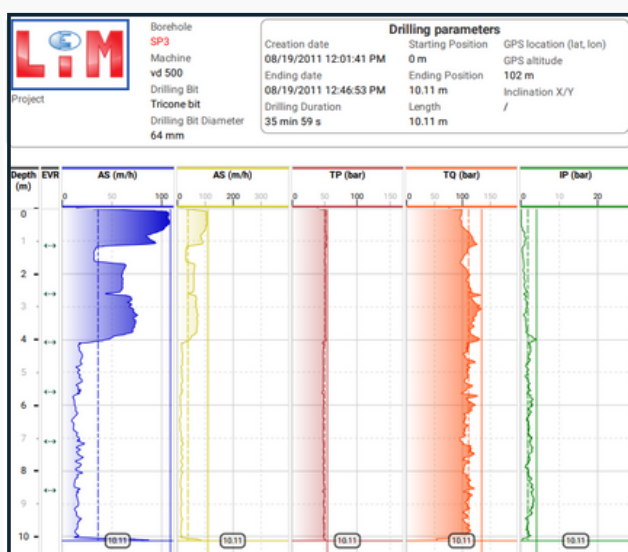 LiM
Project
Borehole
SP3
Machine
vd 500
Drilling Bit
Tricone bit
Drilling Bit Diameter
64 mm
Drilling parameters
Creation date
08/19/2011 12:01:41 PM
Ending date
08/19/2011 12:46:53 PM
Drilling Duration
35 min 59 s
Starting Position
0 m
Ending Position
10.11 m
Length
10.11 m
GPS location (lat, lon)
GPS altitude
102 m
Inclination X/Y
/
Depth (m) EVR AS (m/h) AS (m/h) TP (bar) TQ (bar) IP (bar)
0 50 100 0 100 200 300 0 50 100 150 0 50 100 150 0 10 20
0
1
2
3
4
5
6
7
8
9
10
10.11 10.11 10.11 10.11 10.11